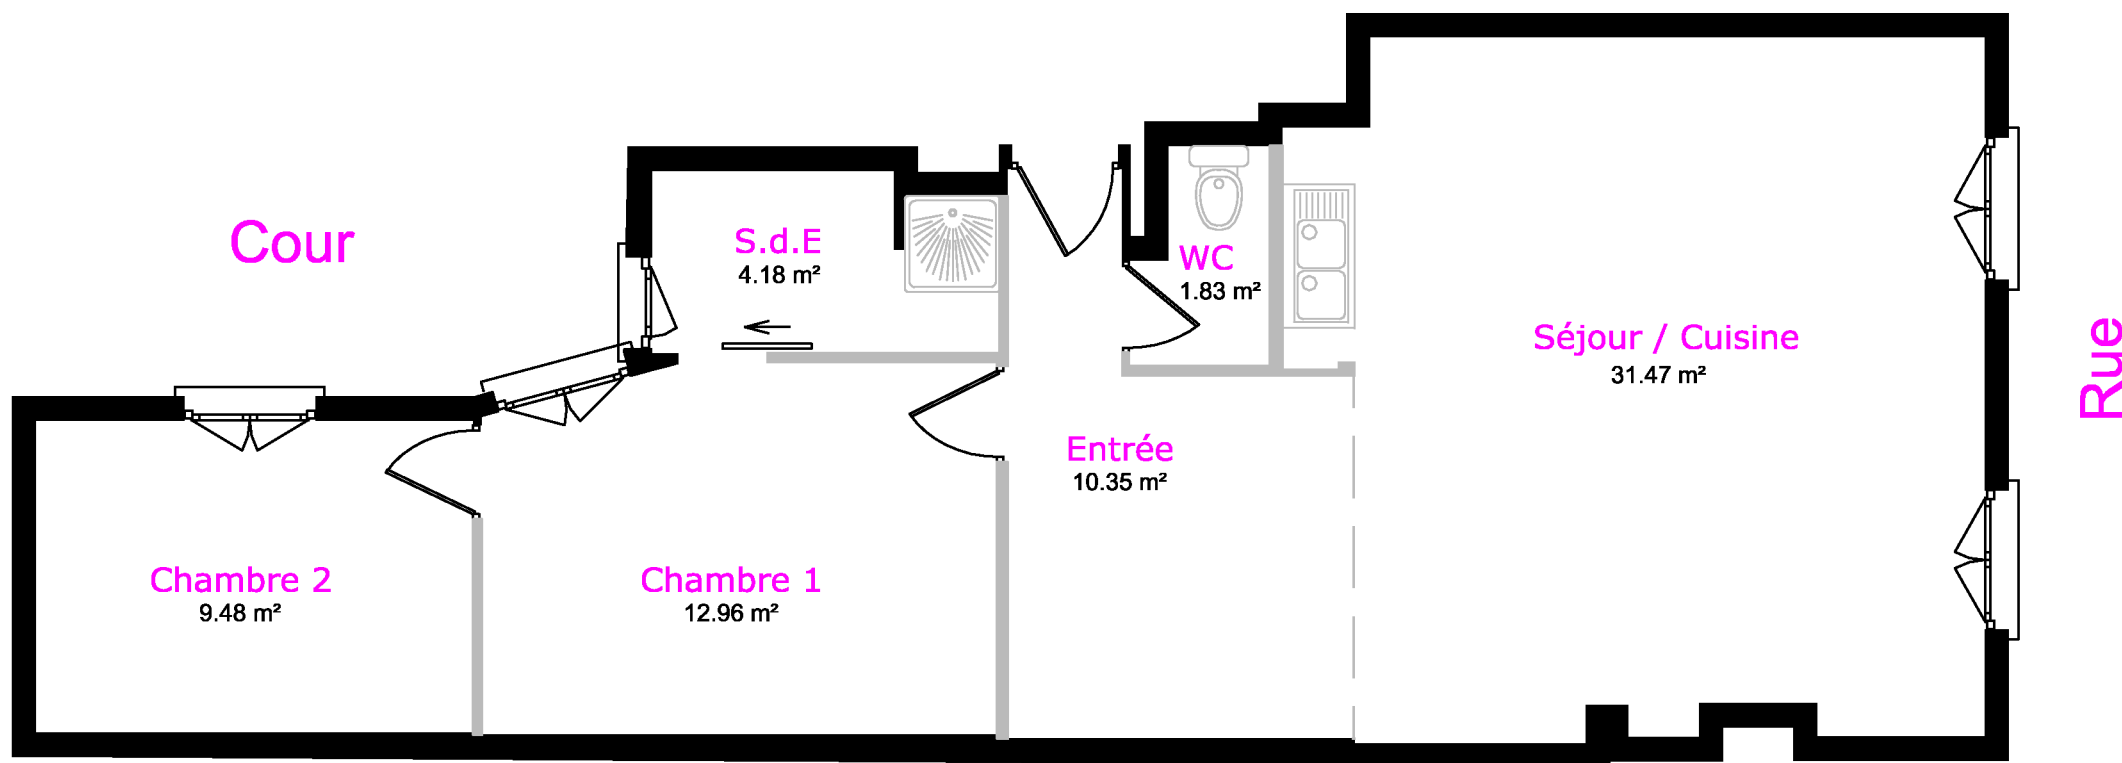 Cour
S.d.E
4.18 m²
WC
1.83 m²
Séjour / Cuisine
31.47 m²
Rue
Entrée
10.35 m²
Chambre 2
9.48 m²
Chambre 1
12.96 m²